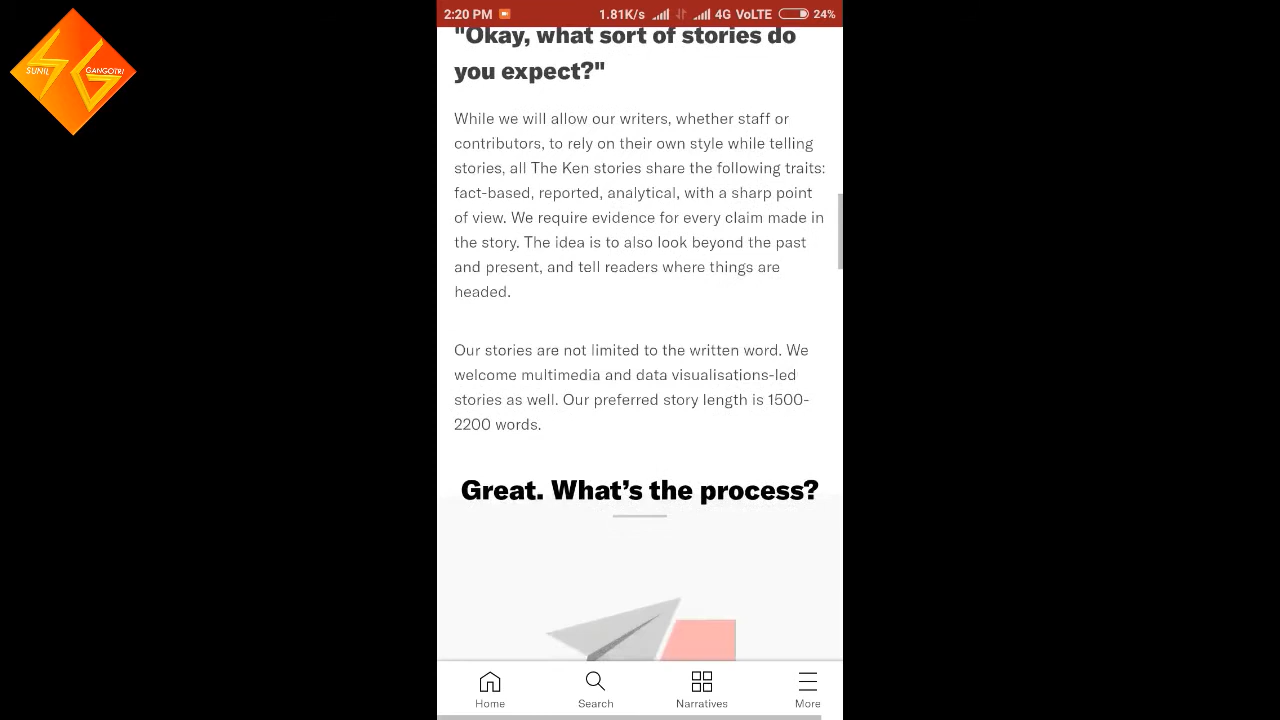 2:20 PM 1.81K/s 4G VoLTE 24%
SUNIL GANGOTRI
"Okay, what sort of stories do
you expect?"
While we will allow our writers, whether staff or
contributors, to rely on their own style while telling
stories, all The Ken stories share the following traits:
fact-based, reported, analytical, with a sharp point
of view. We require evidence for every claim made in
the story. The idea is to also look beyond the past
and present, and tell readers where things are
headed.
Our stories are not limited to the written word. We
welcome multimedia and data visualisations-led
stories as well. Our preferred story length is 1500-
2200 words.
Great. What’s the process?
Home Search Narratives More